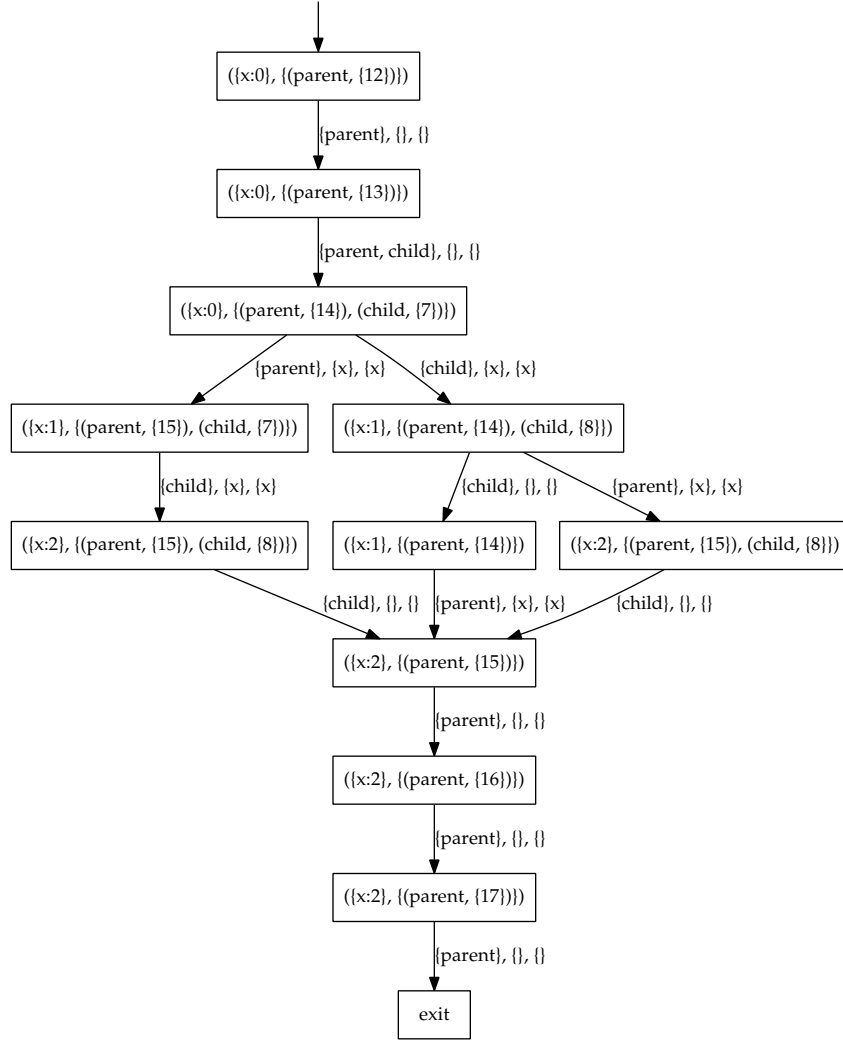 ({x:0}, {(parent, {12})})
{parent}, {}, {}
({x:0}, {(parent, {13})})
{parent, child}, {}, {}
({x:0}, {(parent, {14}), (child, {7})})
{parent}, {x}, {x}
{child}, {x}, {x}
({x:1}, {(parent, {15}), (child, {7})})
({x:1}, {(parent, {14}), (child, {8}})
{child}, {x}, {x}
{child}, {}, {}
{parent}, {x}, {x}
({x:2}, {(parent, {15}), (child, {8})})
({x:1}, {(parent, {14})})
({x:2}, {(parent, {15}), (child, {8}})
{child}, {}, {}
{parent}, {x}, {x}
{child}, {}, {}
({x:2}, {(parent, {15})})
{parent}, {}, {}
({x:2}, {(parent, {16})})
{parent}, {}, {}
({x:2}, {(parent, {17})})
{parent}, {}, {}
exit